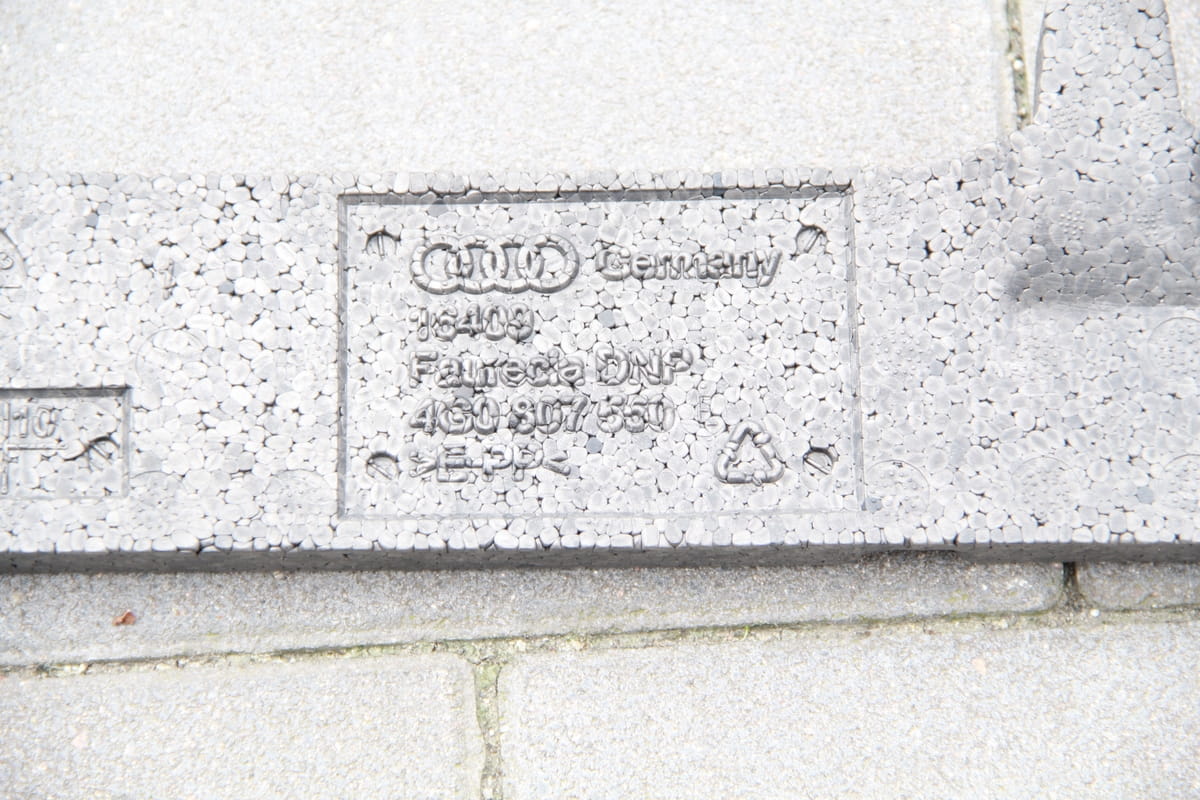 Germany
16409
Faurecia DNP
4G0 807 550 E
>E.PP<